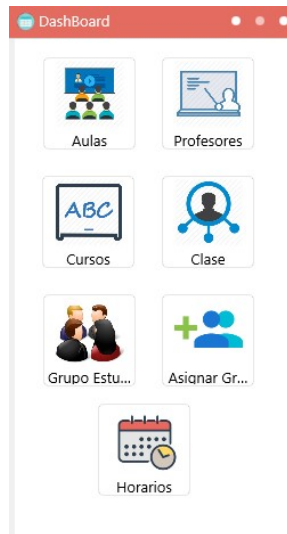 DashBoard
Aulas
Profesores
ABC
Cursos
Clase
Grupo Estu...
Asignar Gr...
Horarios